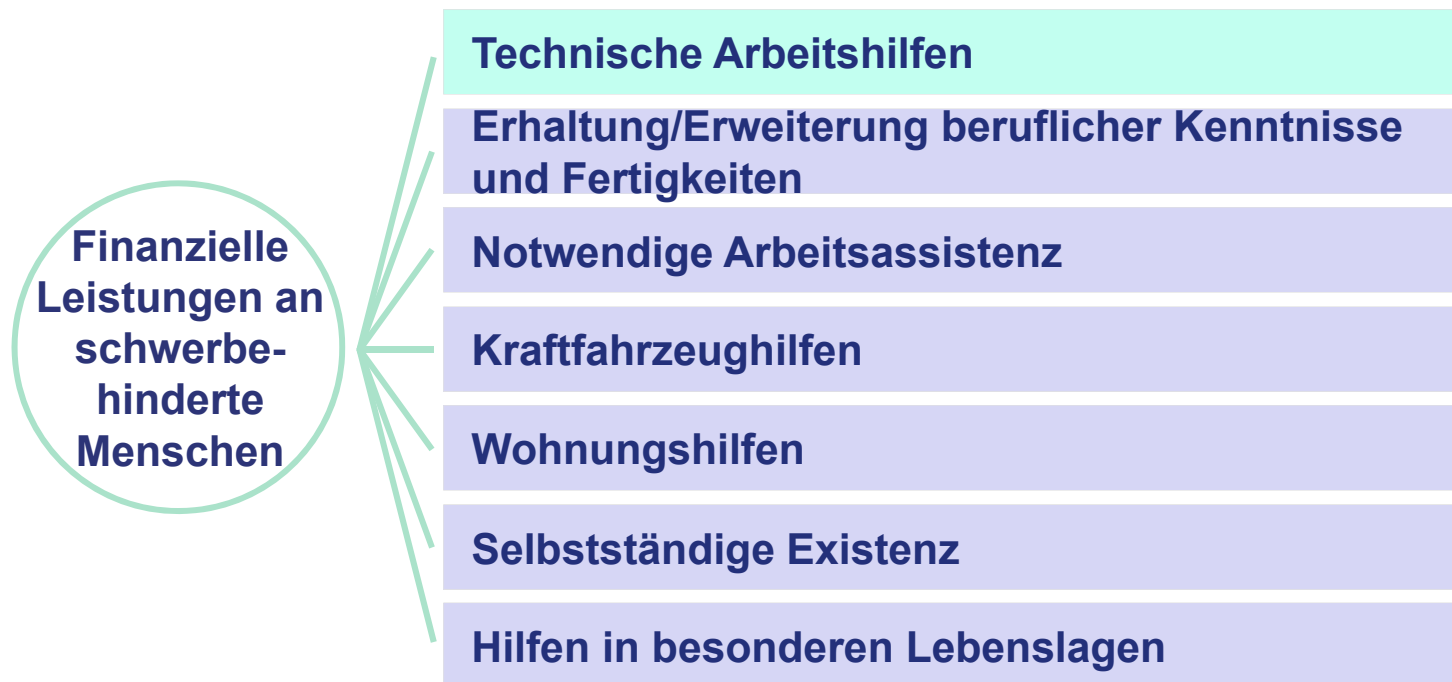 Finanzielle
Leistungen an
schwerbe-
hinderte
Menschen
Technische Arbeitshilfen
Erhaltung/Erweiterung beruflicher Kenntnisse
und Fertigkeiten
Notwendige Arbeitsassistenz
Kraftfahrzeughilfen
Wohnungshilfen
Selbstständige Existenz
Hilfen in besonderen Lebenslagen